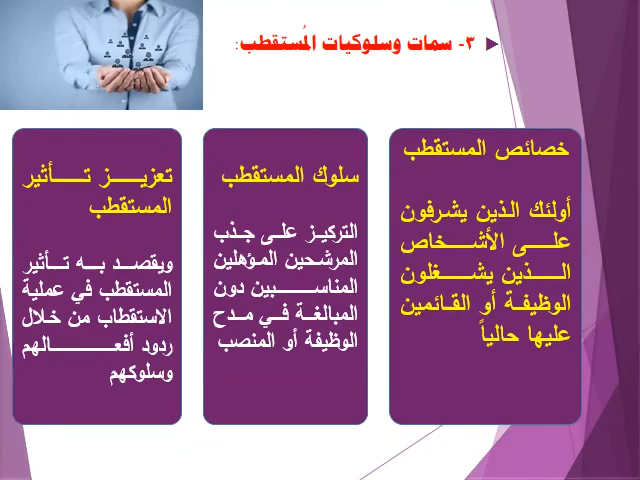 ٣- سمات وسلوكيات المُستقطب:
خصائص المستقطب
أولئك الذين يشرفون
على الأشخاص
الذين يشغلون
الوظيفة أو القائمين
عليها حالياً
سلوك المستقطب
التركيز على جذب
المرشحين المؤهلين
المناسبين دون
المبالغة في مدح
الوظيفة أو المنصب
تعزيز تأثير
المستقطب
ويقصد به تأثير
المستقطب في عملية
الاستقطاب من خلال
ردود أفعالهم
وسلوكهم